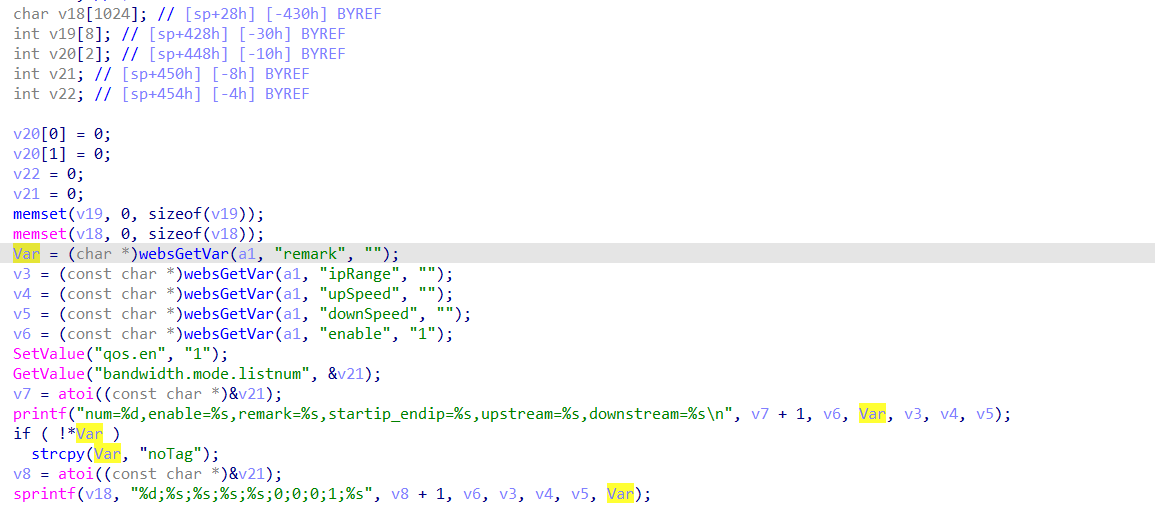 char v18[1024]; // [sp+28h] [-430h] BYREF
int v19[8]; // [sp+428h] [-30h] BYREF
int v20[2]; // [sp+448h] [-10h] BYREF
int v21; // [sp+450h] [-8h] BYREF
int v22; // [sp+454h] [-4h] BYREF

v20[0] = 0;
v20[1] = 0;
v22 = 0;
v21 = 0;
memset(v19, 0, sizeof(v19));
memset(v18, 0, sizeof(v18));
Var = (char *)websGetVar(a1, "remark", "");
v3 = (const char *)websGetVar(a1, "ipRange", "");
v4 = (const char *)websGetVar(a1, "upSpeed", "");
v5 = (const char *)websGetVar(a1, "downSpeed", "");
v6 = (const char *)websGetVar(a1, "enable", "1");
SetValue("qos.en", "1");
GetValue("bandwidth.mode.listnum", &v21);
v7 = atoi((const char *)&v21);
printf("num=%d,enable=%s,remark=%s,startip_endip=%s,upstream=%s,downstream=%s\n", v7 + 1, v6, Var, v3, v4, v5);
if ( !*Var )
  strcpy(Var, "noTag");
v8 = atoi((const char *)&v21);
sprintf(v18, "%d;%s;%s;%s;%s;0;0;0;1;%s", v8 + 1, v6, v3, v4, v5, Var);